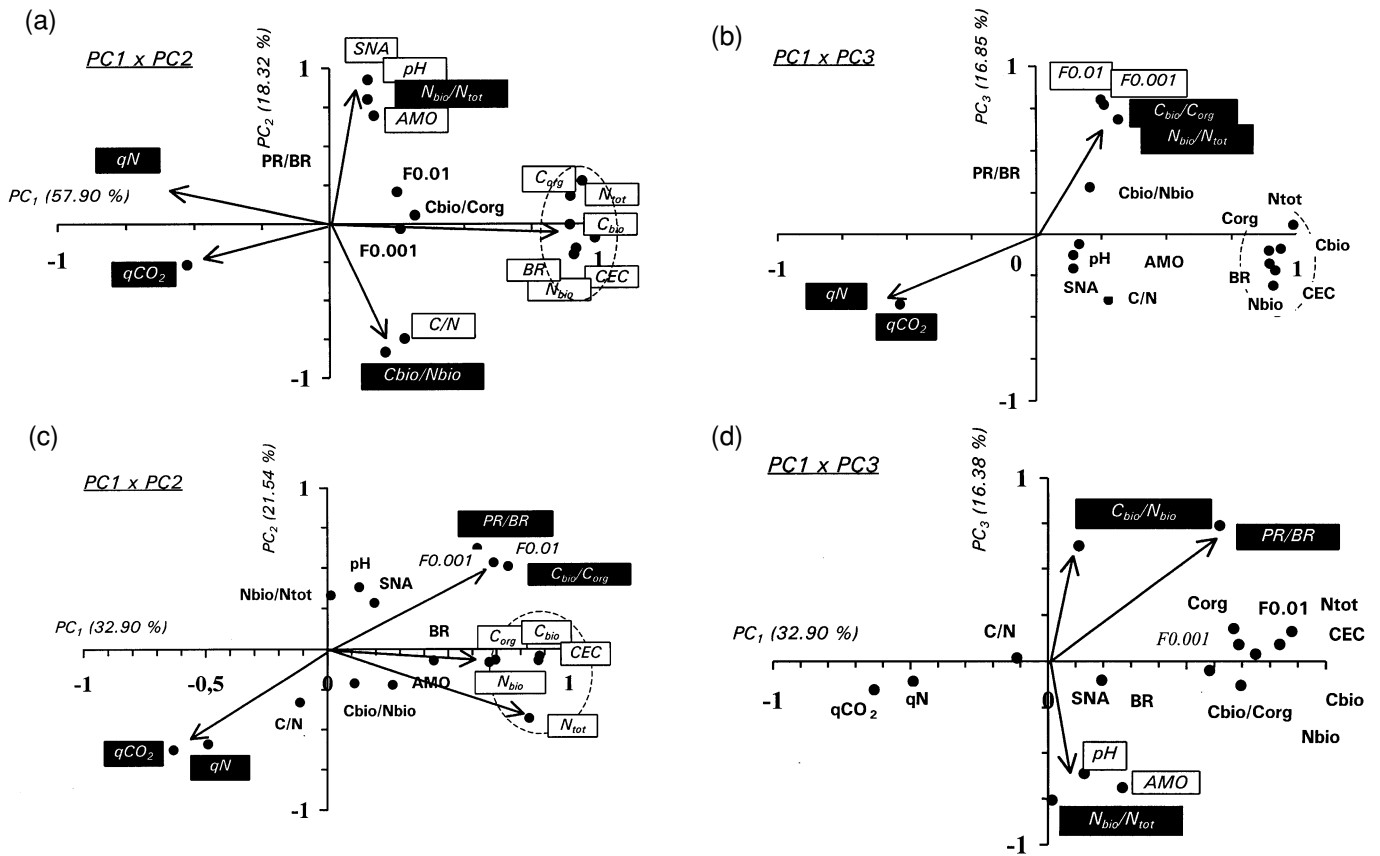 (a)
PC1 x PC2
PC2 (18.32 %)
1
SNA
pH
Nbio/Ntot
AMO
qN
PR/BR
F0.01
Corg
Ntot
PC1 (57.90 %)
Cbio/Corg
Cbio
-1
F0.001
1
qCO2
BR
CEC
Nbio
C/N
-1
Cbio/Nbio
(b)
PC1 x PC3
PC3 (16.85 %)
1
F0.01
F0.001
Cbio/Corg
Nbio/Ntot
PR/BR
Cbio/Nbio
Ntot
Corg
Cbio
-1
0
pH
AMO
BR
1
SNA
C/N
CEC
Nbio
qN
qCO2
-1
(c)
PC1 x PC2
PC2 (21.54 %)
1
PR/BR
F0.001
F0.01
Cbio/Corg
pH
SNA
Nbio/Ntot
PC1 (32.90 %)
BR
Corg
Cbio
CEC
-1
-0,5
0
AMO
Nbio
1
C/N
Cbio/Nbio
Ntot
qCO2
qN
-1
(d)
PC1 x PC3
PC3 (16.38 %)
1
Cbio/Nbio
PR/BR
Corg
F0.01
Ntot
PC1 (32.90 %)
C/N
F0.001
CEC
-1
qCO2
qN
0
SNA
BR
Cbio/Corg
Cbio
Nbio
pH
AMO
Nbio/Ntot
-1